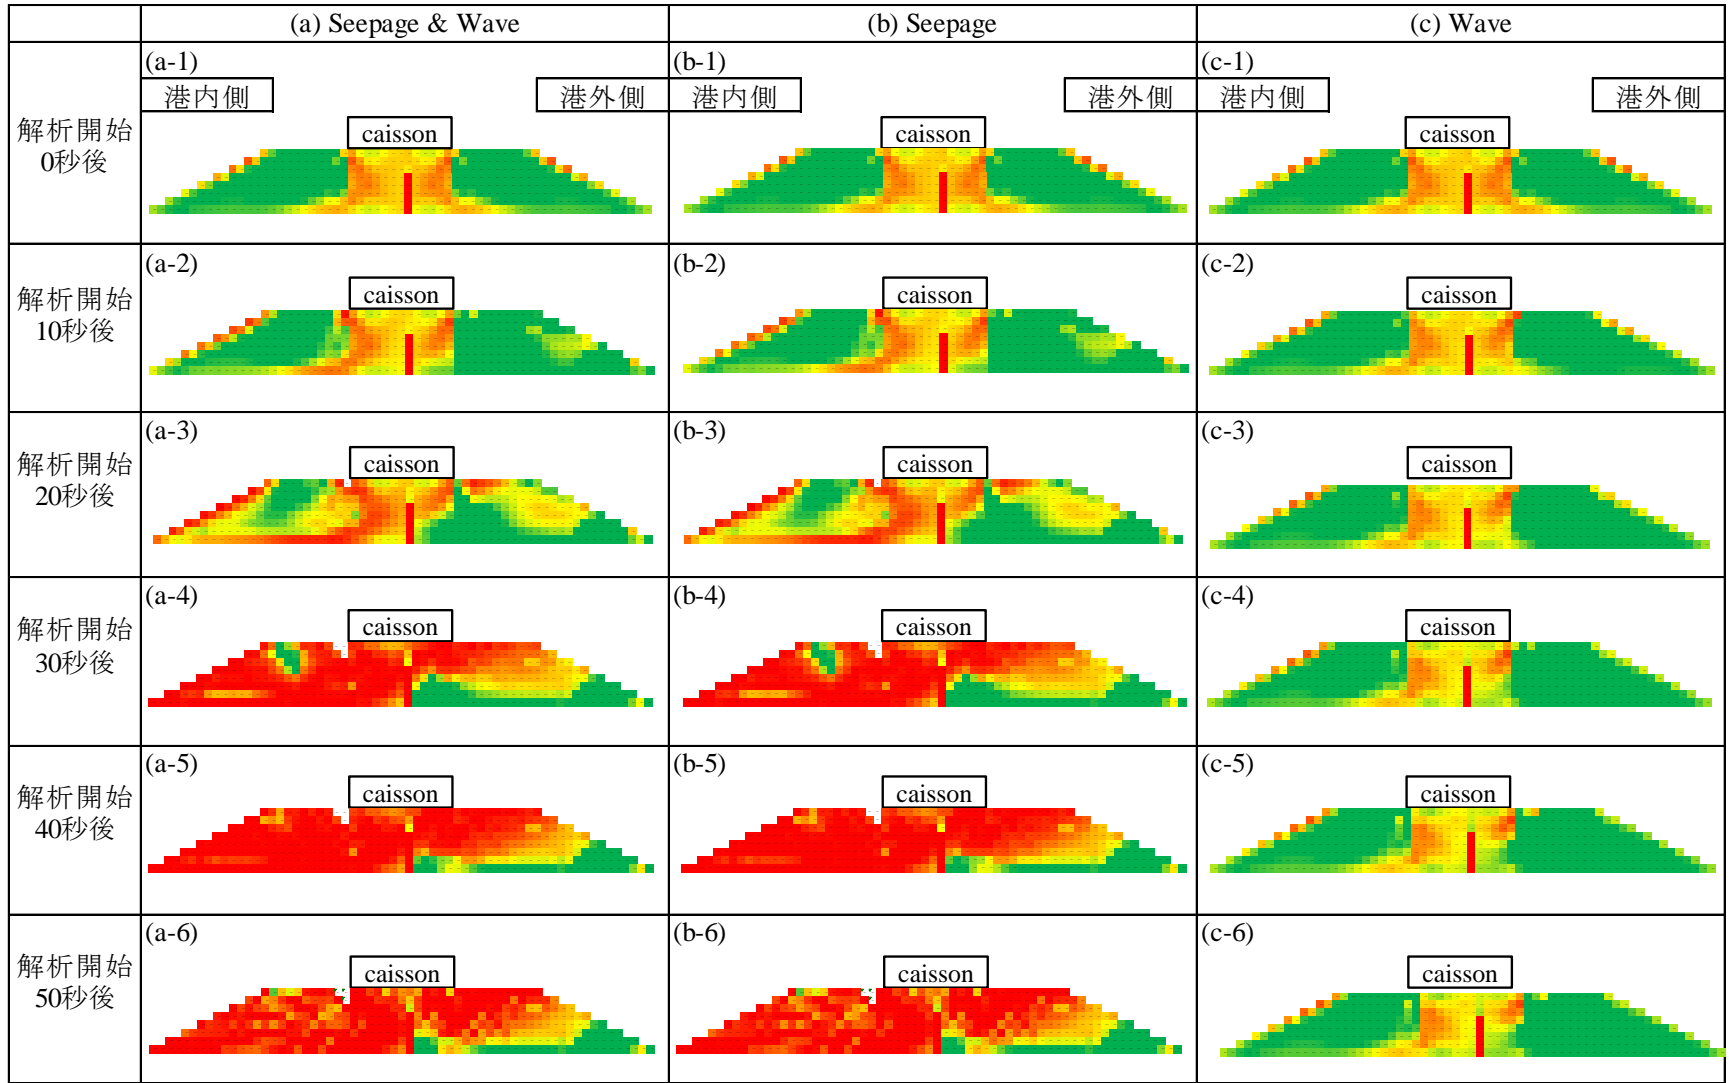 (a) Seepage & Wave
(b) Seepage
(c) Wave
解析開始
0秒後
(a-1)
港内側
港外側
caisson
(b-1)
港内側
港外側
caisson
(c-1)
港内側
港外側
caisson
解析開始
10秒後
(a-2)
caisson
(b-2)
caisson
(c-2)
caisson
解析開始
20秒後
(a-3)
caisson
(b-3)
caisson
(c-3)
caisson
解析開始
30秒後
(a-4)
caisson
(b-4)
caisson
(c-4)
caisson
解析開始
40秒後
(a-5)
caisson
(b-5)
caisson
(c-5)
caisson
解析開始
50秒後
(a-6)
caisson
(b-6)
caisson
(c-6)
caisson